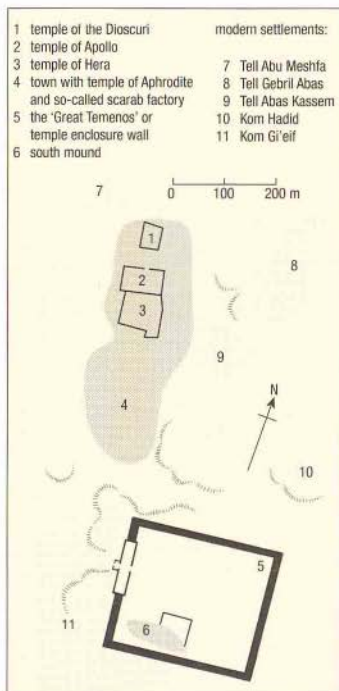 1 temple of the Dioscuri
2 temple of Apollo
3 temple of Hera
4 town with temple of Aphrodite
and so-called scarab factory
5 the 'Great Temenos' or
temple enclosure wall
6 south mound
modern settlements:
7 Tell Abu Meshfa
8 Tell Gebril Abas
9 Tell Abas Kassem
10 Kom Hadid
11 Kom Gi'eif
7
0 100 200 m
1
8
2
3
9
4
N
10
5
11
6